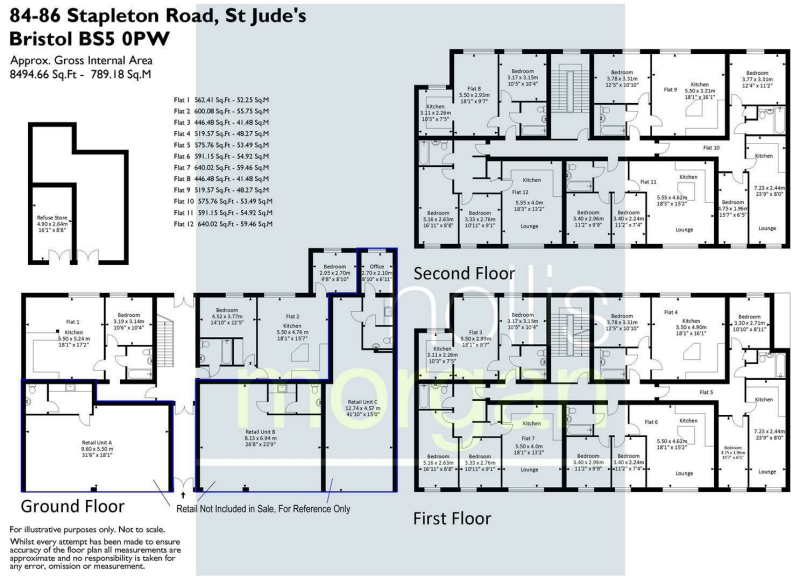 84-86 Stapleton Road, St Jude's
Bristol BS5 0PW
Approx. Gross Internal Area
8494.66 Sq.Ft - 789.18 Sq.M
Flat 1 562.41 Sq.Ft - 52.25 Sq.M
Flat 2 600.08 Sq.Ft - 55.75 Sq.M
Flat 3 446.48 Sq.Ft - 41.48 Sq.M
Flat 4 519.57 Sq.Ft - 48.27 Sq.M
Flat 5 575.76 Sq.Ft - 53.49 Sq.M
Flat 6 591.15 Sq.Ft - 54.92 Sq.M
Flat 7 640.02 Sq.Ft - 59.46 Sq.M
Flat 8 446.48 Sq.Ft - 41.48 Sq.M
Flat 9 519.57 Sq.Ft - 48.27 Sq.M
Flat 10 575.76 Sq.Ft - 53.49 Sq.M
Flat 11 591.15 Sq.Ft - 54.92 Sq.M
Flat 12 640.02 Sq.Ft - 59.46 Sq.M
Refuse Store
4.90 x 2.64m
16'1" x 8'8"
Kitchen
3.11 x 2.26m
10'3" x 7'5"
Flat 8
5.50 x 2.93m
18'1" x 9'7"
Bedroom
3.17 x 3.15m
10'5" x 10'4"
Bedroom
3.78 x 3.31m
12'5" x 10'10"
Flat 9
Kitchen
5.50 x 3.31m
18'1" x 16'1"
Bedroom
3.77 x 3.31m
12'4" x 11'2"
Flat 10
Kitchen
7.23 x 2.44m
23'9" x 8'0"
Lounge
Bedroom
4.75 x 1.96m
15'7" x 6'5"
Bedroom
5.16 x 2.63m
16'11" x 8'8"
Bedroom
3.33 x 2.76m
10'11" x 9'1"
Kitchen
Flat 12
5.55 x 4.0m
18'3" x 13'2"
Lounge
Bedroom
3.40 x 2.96m
11'2" x 9'9"
Flat 11
Bedroom
3.40 x 2.24m
11'2" x 7'4"
Kitchen
5.55 x 4.62m
18'3" x 15'2"
Lounge
Second Floor
Flat 1
Kitchen
5.50 x 5.24 m
18'1" x 17'2"
Bedroom
3.19 x 3.14m
10'6" x 10'4"
Bedroom
4.52 x 3.77m
14'10" x 12'5"
Flat 2
Kitchen
5.50 x 4.76 m
18'1" x 15'7"
Bedroom
2.95 x 2.70m
9'8" x 8'10"
Office
2.70 x 2.10m
8'10" x 6'11"
Retail Unit A
9.60 x 5.50 m
31'6" x 18'1"
Retail Unit B
8.13 x 6.94 m
26'8" x 22'9"
Retail Unit C
12.74 x 4.57 m
41'10" x 15'0"
Ground Floor
Retail Not Included in Sale, For Reference Only
Kitchen
3.11 x 2.26m
10'3" x 7'5"
Flat 3
5.50 x 2.93m
18'1" x 9'7"
Bedroom
3.17 x 3.15m
10'5" x 10'4"
Bedroom
3.78 x 3.31m
12'5" x 10'10"
Flat 4
Kitchen
5.50 x 4.90m
18'1" x 16'1"
Bedroom
3.30 x 2.71m
10'10" x 8'11"
Flat 5
Kitchen
7.23 x 2.44m
23'9" x 8'0"
Lounge
Bedroom
4.75 x 1.96m
15'7" x 6'5"
Bedroom
5.16 x 2.63m
16'11" x 8'8"
Bedroom
3.33 x 2.76m
10'11" x 9'1"
Kitchen
Flat 7
5.50 x 4.0m
18'1" x 13'2"
Lounge
Bedroom
3.40 x 2.96m
11'2" x 9'9"
Bedroom
3.40 x 2.24m
11'2" x 7'4"
Flat 6
Kitchen
5.50 x 4.62m
18'1" x 15'2"
Lounge
First Floor
hollis
morgan
For illustrative purposes only. Not to scale.
Whilst every attempt has been made to ensure
accuracy of the floor plan all measurements are
approximate and no responsibility is taken for
any error, omission or measurement.